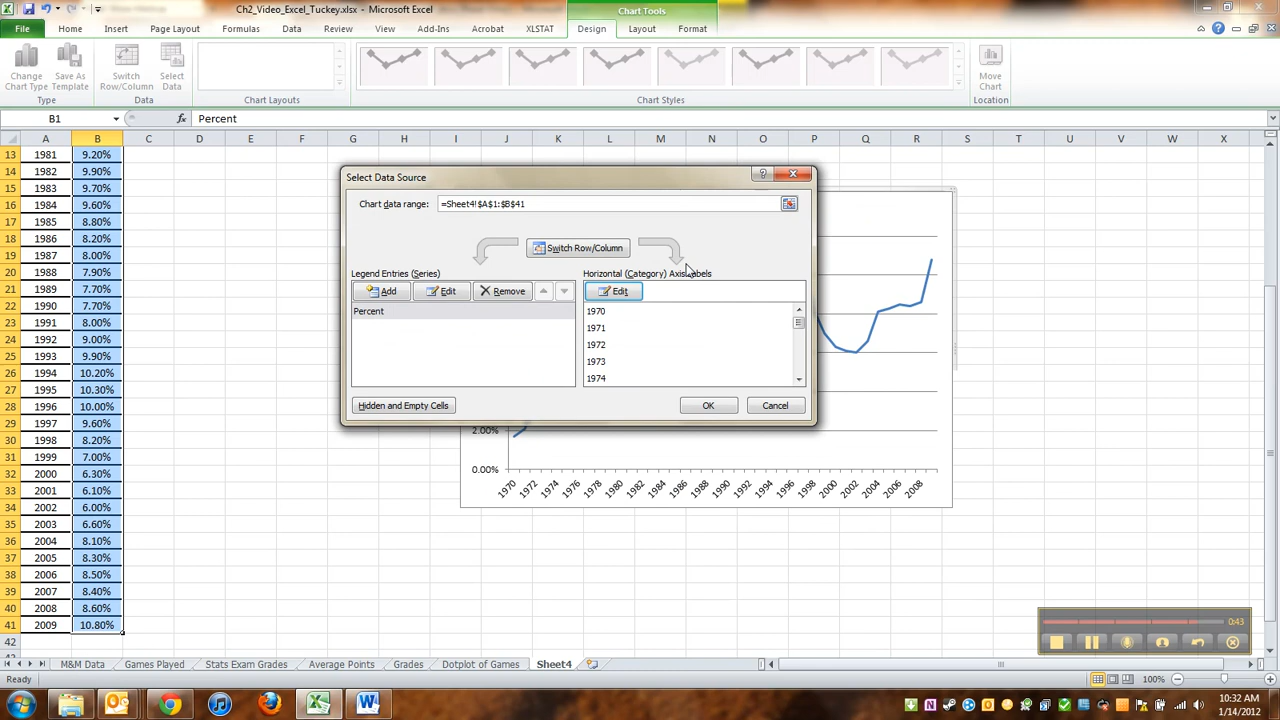 Ch2_Video_Excel_Tuckey.xlsx - Microsoft Excel
Chart Tools
File Home Insert Page Layout Formulas Data Review View Add-Ins Acrobat XLSTAT Design Layout Format
Change Chart Type
Save As Template
Switch Row/Column
Select Data
Move Chart
Type Data Chart Layouts Chart Styles Location
B1 fx Percent
A B C D E F G H I J K L M N O P Q R S T U V W X
13 1981 9.20%
14 1982 9.90%
15 1983 9.70%
16 1984 9.60%
17 1985 8.80%
18 1986 8.20%
19 1987 8.00%
20 1988 7.90%
21 1989 7.70%
22 1990 7.70%
23 1991 8.00%
24 1992 9.00%
25 1993 9.90%
26 1994 10.20%
27 1995 10.30%
28 1996 10.00%
29 1997 9.60%
30 1998 8.20%
31 1999 7.00%
32 2000 6.30%
33 2001 6.10%
34 2002 6.00%
35 2003 6.60%
36 2004 8.10%
37 2005 8.30%
38 2006 8.50%
39 2007 8.40%
40 2008 8.60%
41 2009 10.80%
42
Select Data Source
Chart data range: =Sheet4!$A$1:$B$41
Switch Row/Column
Legend Entries (Series)
Add Edit Remove
Percent
Horizontal (Category) Axis Labels
Edit
1970
1971
1972
1973
1974
Hidden and Empty Cells OK Cancel
2.00%
0.00%
1970 1972 1974 1976 1978 1980 1982 1984 1986 1988 1990 1992 1994 1996 1998 2000 2002 2004 2006 2008
0:43
M&M Data Games Played Stats Exam Grades Average Points Grades Dotplot of Grades Sheet4
Ready 100%
10:32 AM
1/14/2012